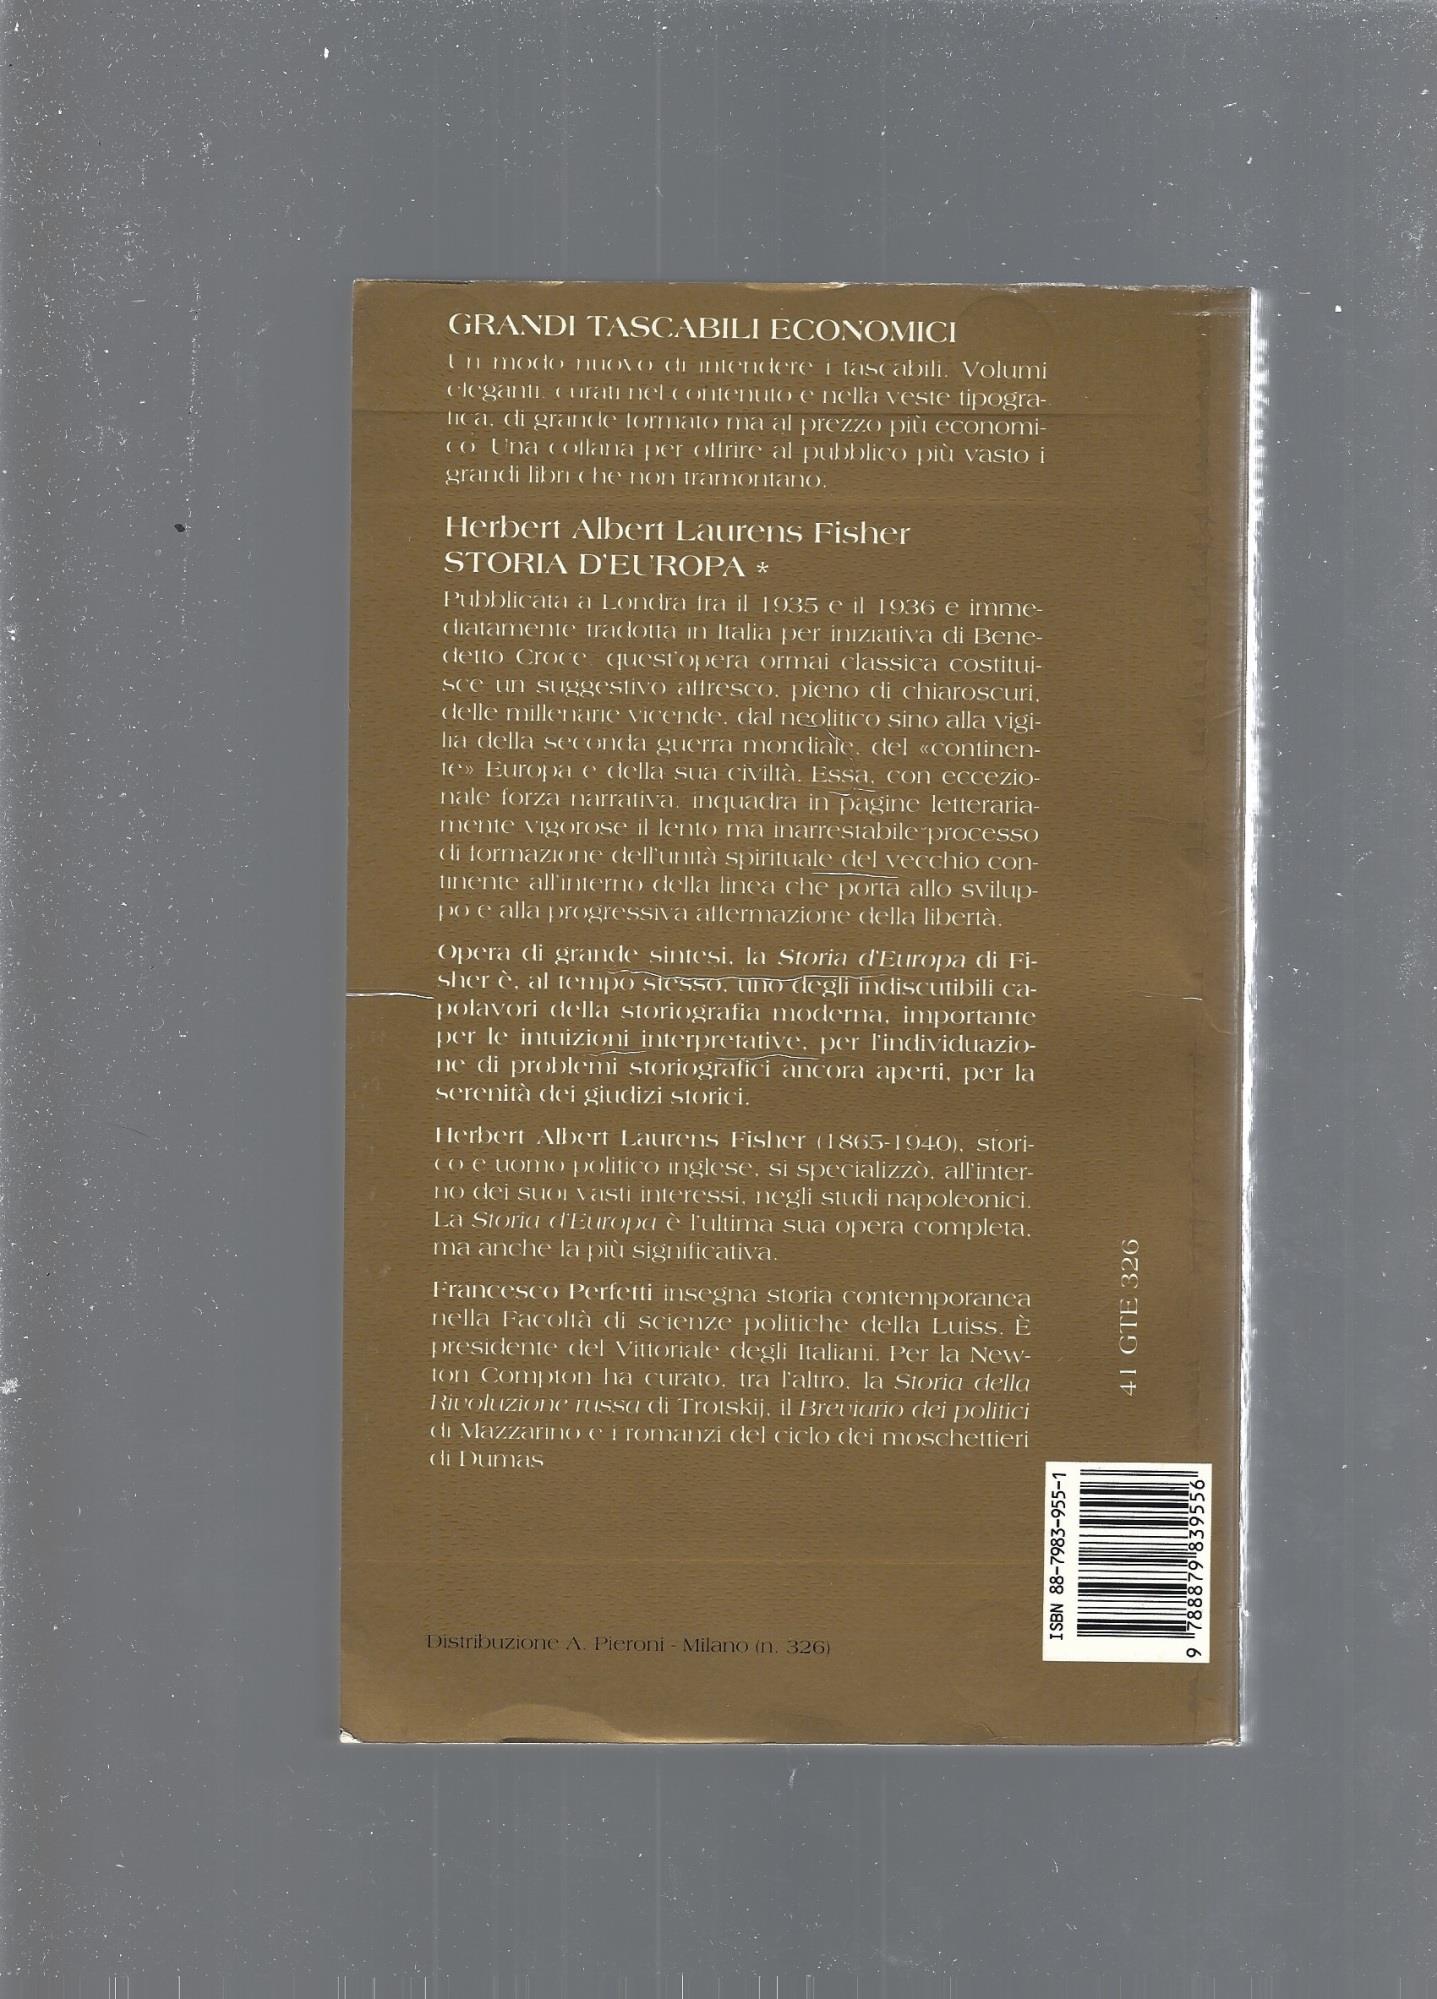 GRANDI TASCABILI ECONOMICI
Un modo nuovo di intendere i tascabili. Volumi
eleganti, curati nel contenuto e nella veste tipogra-
fica, di grande formato ma al prezzo più economi-
co. Una collana per offrire al pubblico più vasto i
grandi libri che non tramontano.
Herbert Albert Laurens Fisher
STORIA D'EUROPA *
Pubblicata a Londra fra il 1935 e il 1936 e imme-
diatamente tradotta in Italia per iniziativa di Bene-
detto Croce, quest'opera ormai classica costitui-
sce un suggestivo affresco, pieno di chiaroscuri,
delle millenarie vicende, dal neolitico sino alla vigi-
lia della seconda guerra mondiale, del «continen-
te» Europa e della sua civiltà. Essa, con eccezio-
nale forza narrativa, inquadra in pagine letteraria-
mente vigorose il lento ma inarrestabile processo
di formazione dell'unità spirituale del vecchio con-
tinente all'interno della linea che porta allo svilup-
po e alla progressiva affermazione della libertà.
Opera di grande sintesi, la Storia d'Europa di Fi-
sher è, al tempo stesso, uno degli indiscutibili ca-
polavori della storiografia moderna, importante
per le intuizioni interpretative, per l'individuazio-
ne di problemi storiografici ancora aperti, per la
serenità dei giudizi storici.
Herbert Albert Laurens Fisher (1865-1940), stori-
co e uomo politico inglese, si specializzò, all'inter-
no dei suoi vasti interessi, negli studi napoleonici.
La Storia d'Europa è l'ultima sua opera completa,
ma anche la più significativa.
Francesco Perfetti insegna storia contemporanea
nella Facoltà di scienze politiche della Luiss. È
presidente del Vittoriale degli Italiani. Per la New-
ton Compton ha curato, tra l'altro, la Storia della
Rivoluzione russa di Trotskij, il Breviario dei politici
di Mazzarino e i romanzi del ciclo dei moschettieri
di Dumas
41 GTE 326
ISBN 88-7983-955-1
9 788879 839556
Distribuzione A. Pieroni - Milano (n. 326)